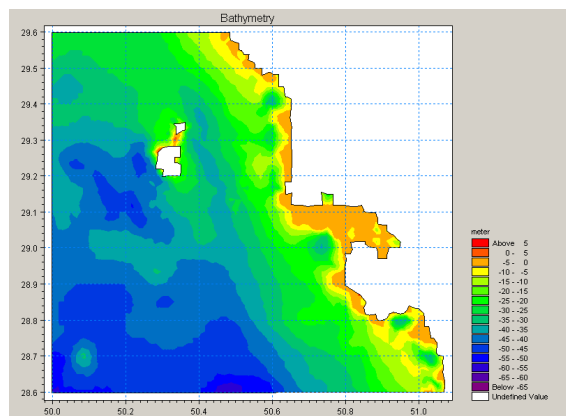 Bathymetry
29.6
29.5
29.4
29.3
29.2
29.1
29.0
28.9
28.8
28.7
28.6
50.0 50.2 50.4 50.6 50.8 51.0
meter
Above 5
0 - 5
-5 - 0
-10 - -5
-15 - -10
-20 - -15
-25 - -20
-30 - -25
-35 - -30
-40 - -35
-45 - -40
-50 - -45
-55 - -50
-60 - -55
-65 - -60
Below -65
Undefined Value